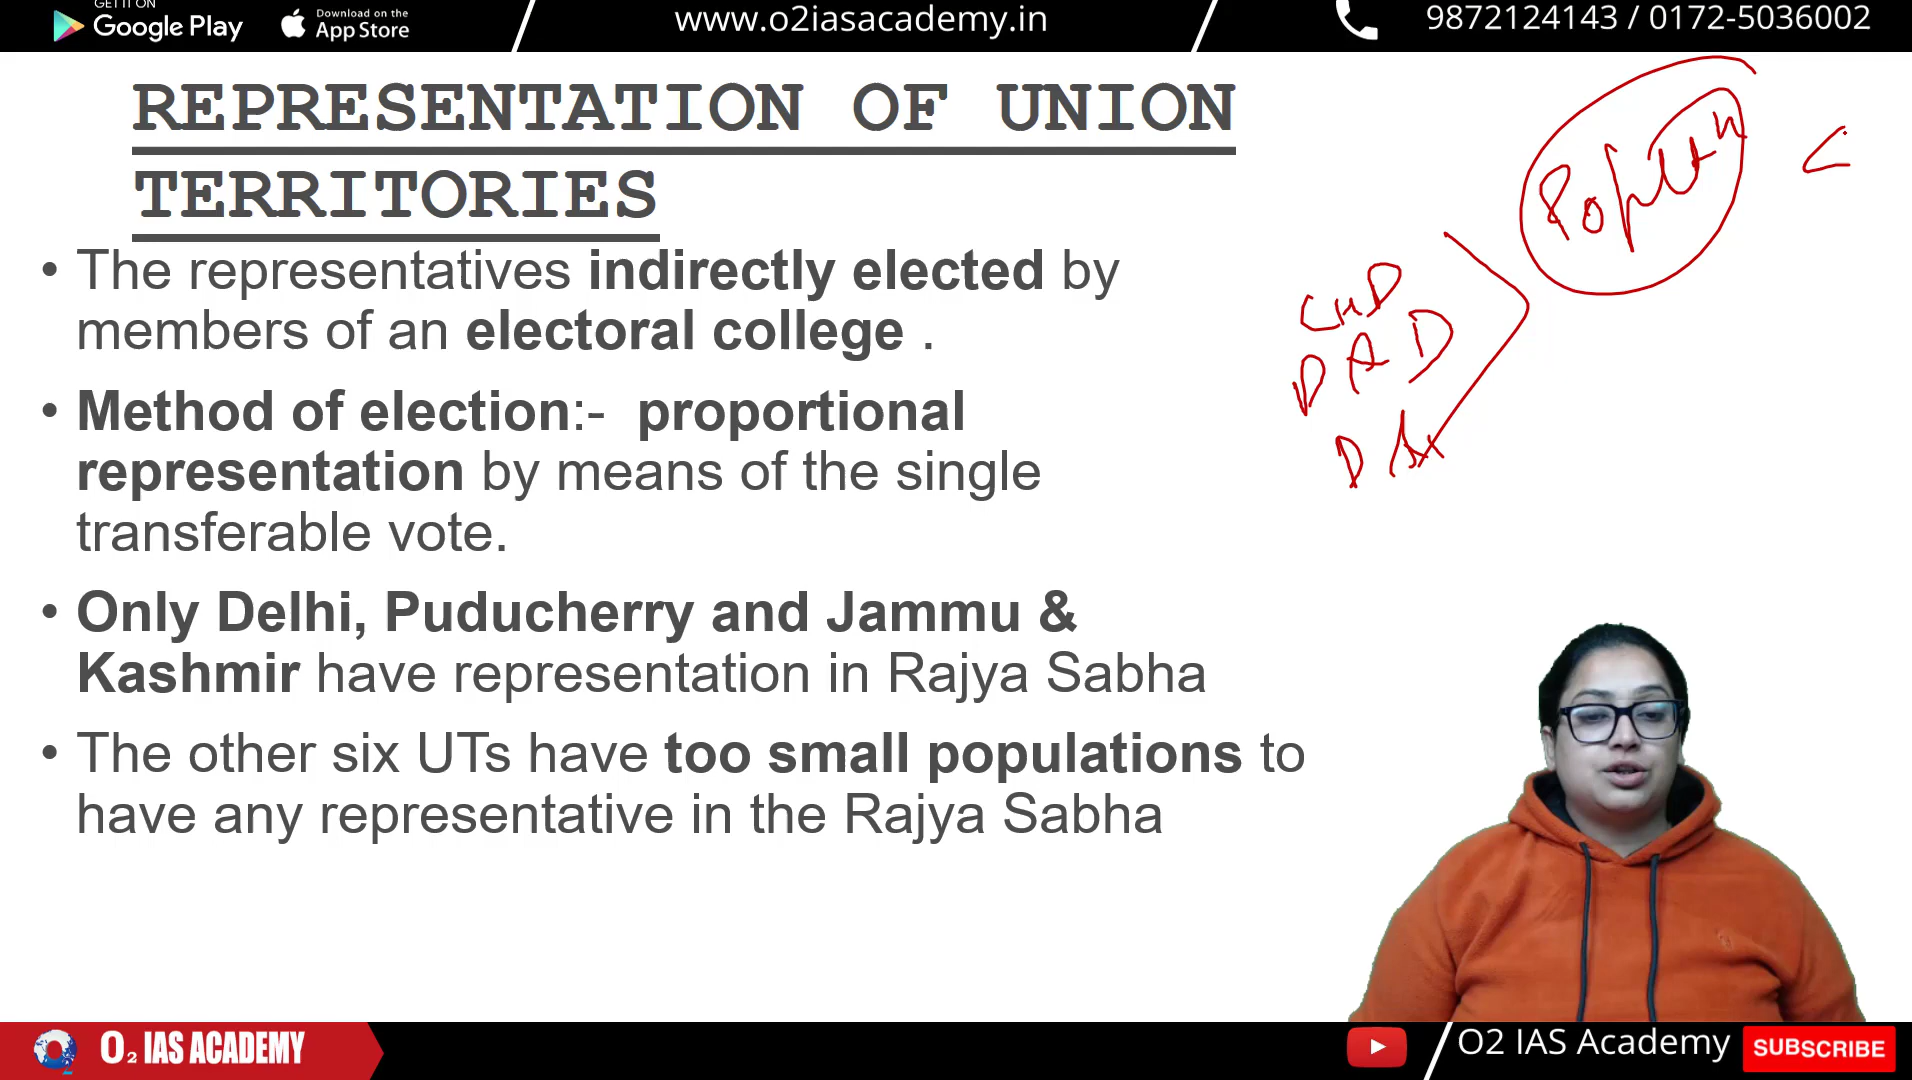 GET IT ON
Google Play
Download on the
App Store
www.o2iasacademy.in
9872124143 / 0172-5036002
REPRESENTATION OF UNION
TERRITORIES
• The representatives indirectly elected by
members of an electoral college .
• Method of election:- proportional
representation by means of the single
transferable vote.
• Only Delhi, Puducherry and Jammu &
Kashmir have representation in Rajya Sabha
• The other six UTs have too small populations to
have any representative in the Rajya Sabha
CHD
DAD
O2 IAS ACADEMY
O2 IAS Academy
SUBSCRIBE